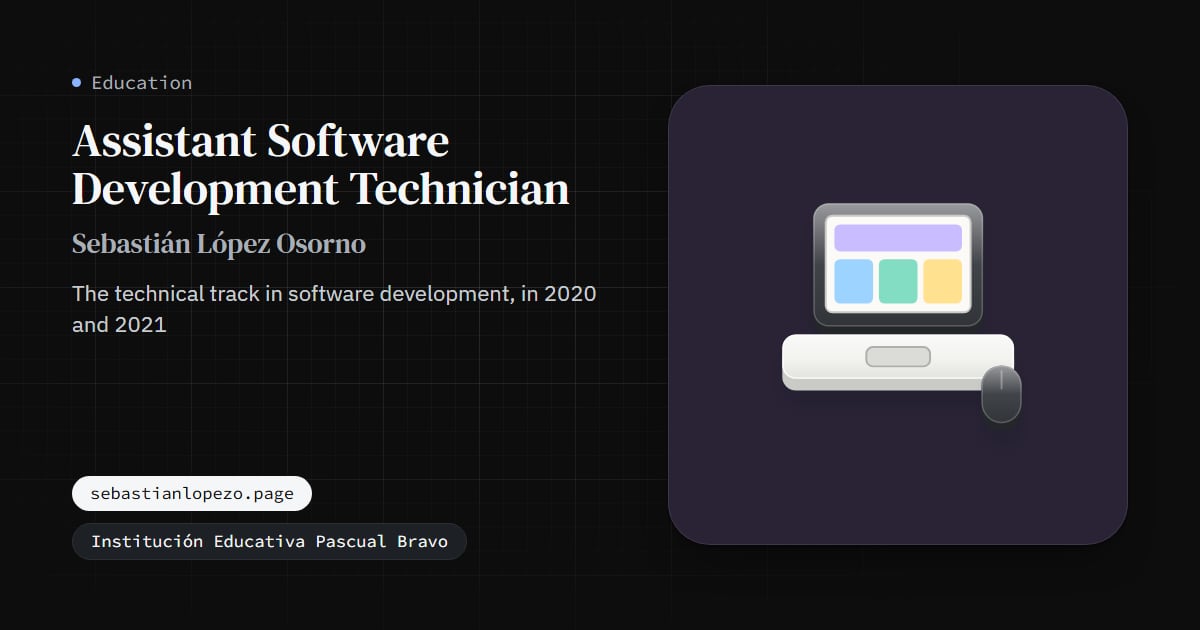 Education
Assistant Software
Development Technician
Sebastián López Osorno
The technical track in software development, in 2020
and 2021
sebastianlopezo.page
Institución Educativa Pascual Bravo